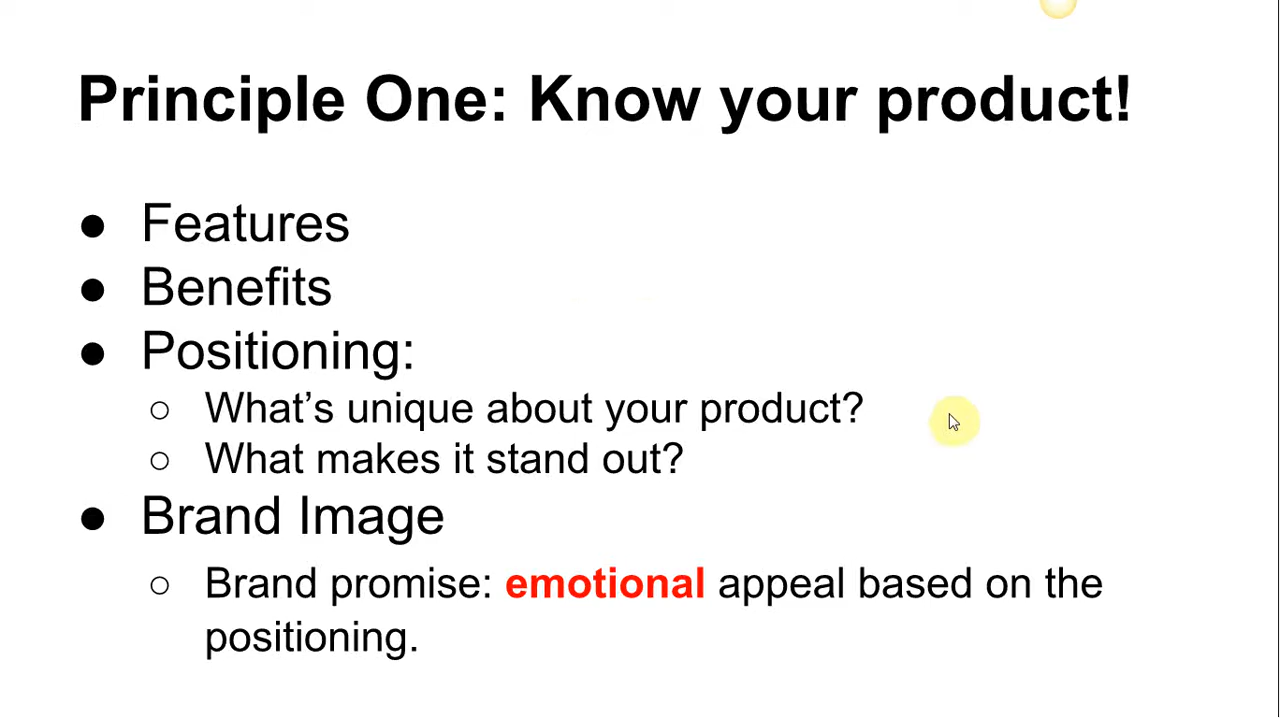 Principle One: Know your product!
● Features
● Benefits
● Positioning:
○ What’s unique about your product?
○ What makes it stand out?
● Brand Image
○ Brand promise: emotional appeal based on the
positioning.